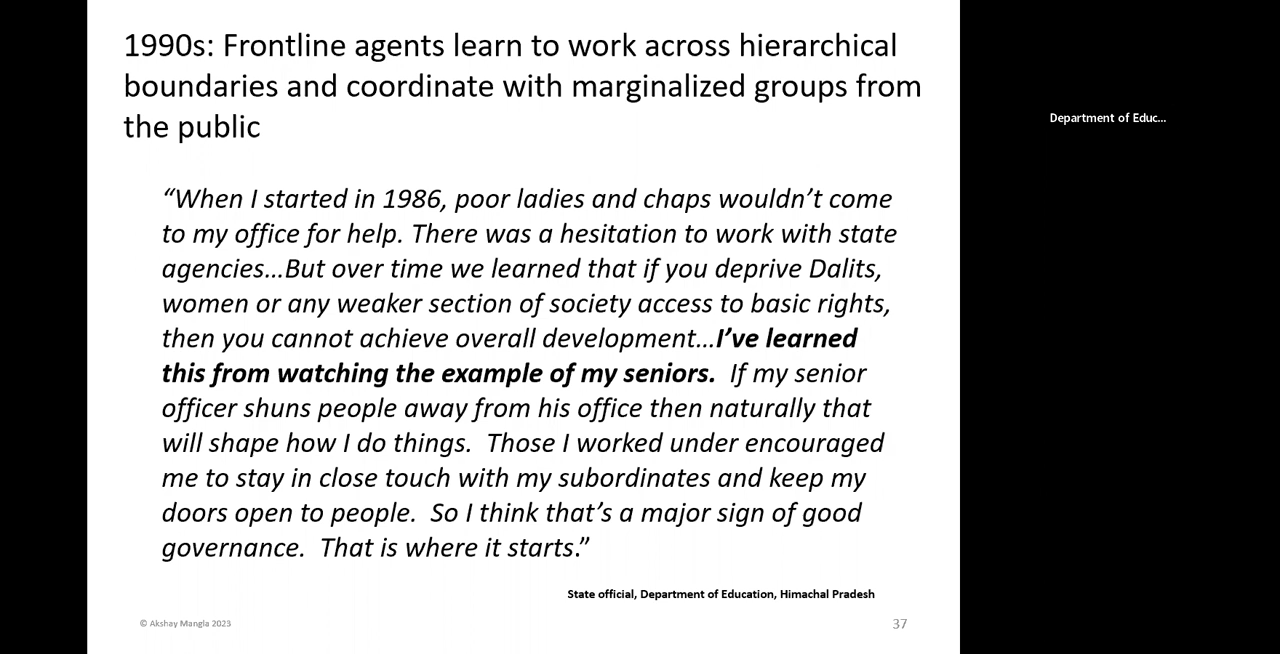 1990s: Frontline agents learn to work across hierarchical
boundaries and coordinate with marginalized groups from
the public
Department of Educ...
“When I started in 1986, poor ladies and chaps wouldn’t come
to my office for help. There was a hesitation to work with state
agencies…But over time we learned that if you deprive Dalits,
women or any weaker section of society access to basic rights,
then you cannot achieve overall development…I’ve learned
this from watching the example of my seniors. If my senior
officer shuns people away from his office then naturally that
will shape how I do things. Those I worked under encouraged
me to stay in close touch with my subordinates and keep my
doors open to people. So I think that’s a major sign of good
governance. That is where it starts.”
State official, Department of Education, Himachal Pradesh
© Akshay Mangla 2023
37